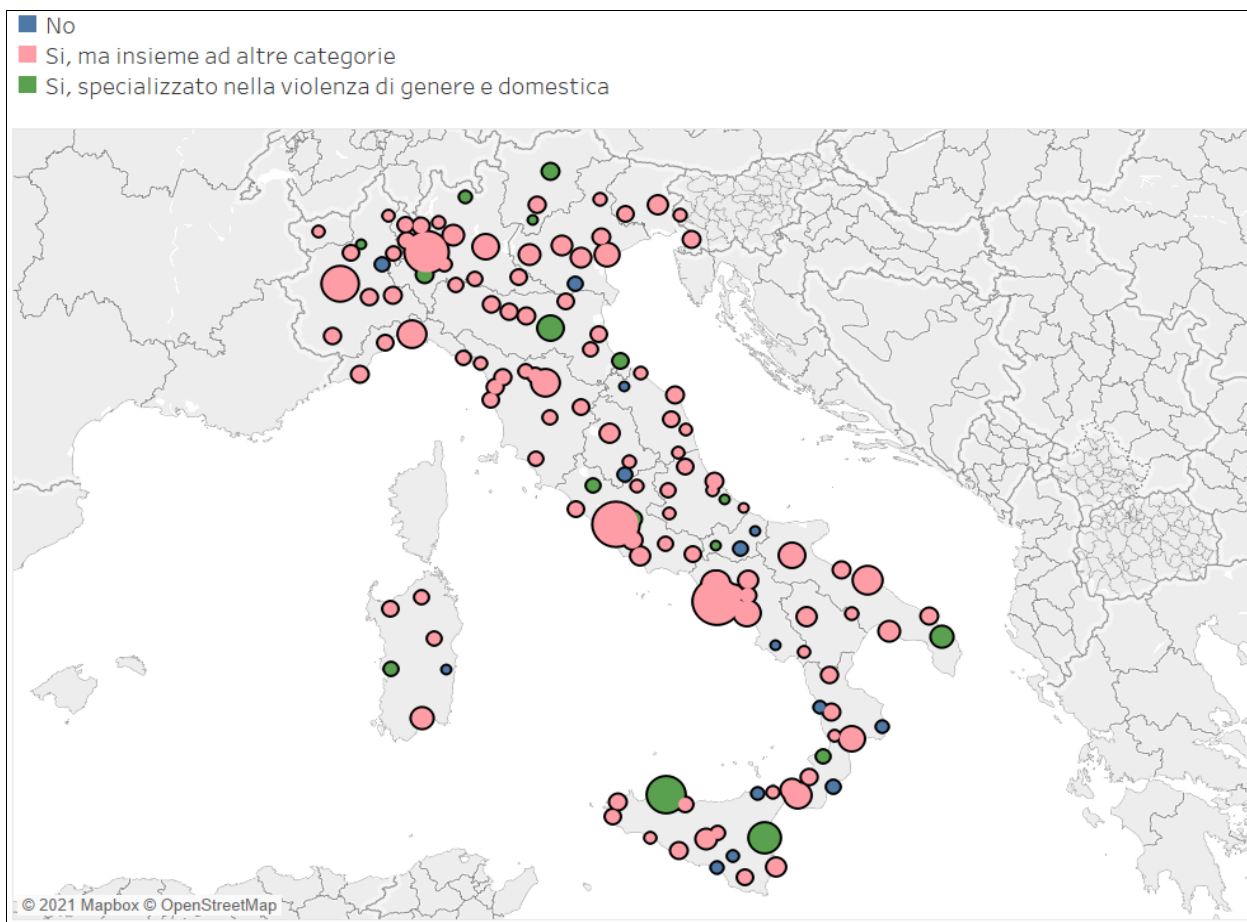 No
Si, ma insieme ad altre categorie
Si, specializzato nella violenza di genere e domestica
© 2021 Mapbox © OpenStreetMap